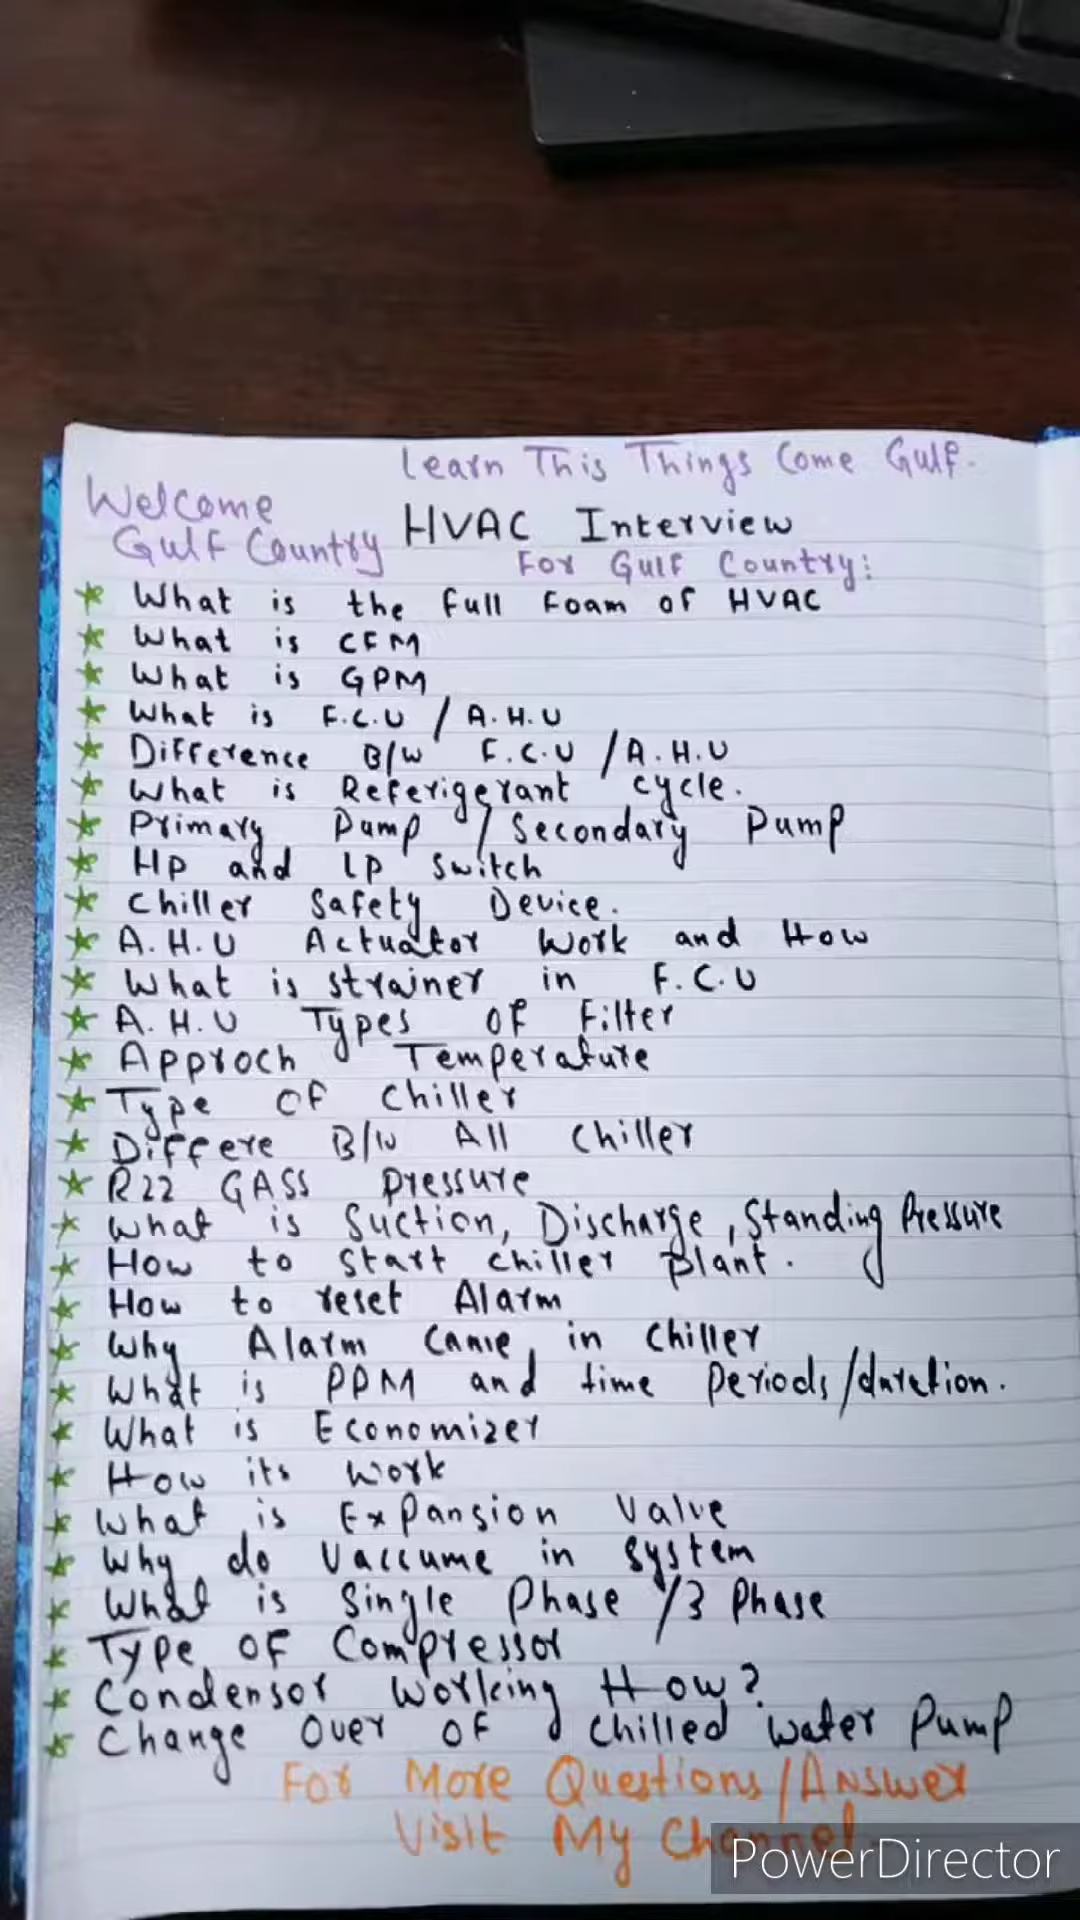 Learn This Things Come Gulf.
Welcome
Gulf Country
HVAC Interview
For Gulf Country:
What is the full Foam of HVAC
What is CFM
What is GPM
What is F.C.U / A.H.U
Difference B/W F.C.U / A.H.U
What is Referigerant cycle.
Primary Pump / Secondary Pump
HP and LP Switch
Chiller Safety Device.
A.H.U Actuator Work and How
What is strainer in F.C.U
A.H.U Types OF Filter
Approch Temperature
Type OF Chiller
Differe B/W All Chiller
R22 GASS Pressure
What is Suction, Discharge, Standing Pressure
How to start chiller plant.
How to reset Alarm
Why Alarm Came in chiller
What is PPM and time Periods/duretion.
What is Economizer
How its work
What is Expansion Valve
Why do Vaccume in system
What is Single Phase / 3 Phase
Type OF Compressor
Condensor Working How?
Change Over OF Chilled Water Pump
For More Questions/Answer
Visit My Channel.
PowerDirector